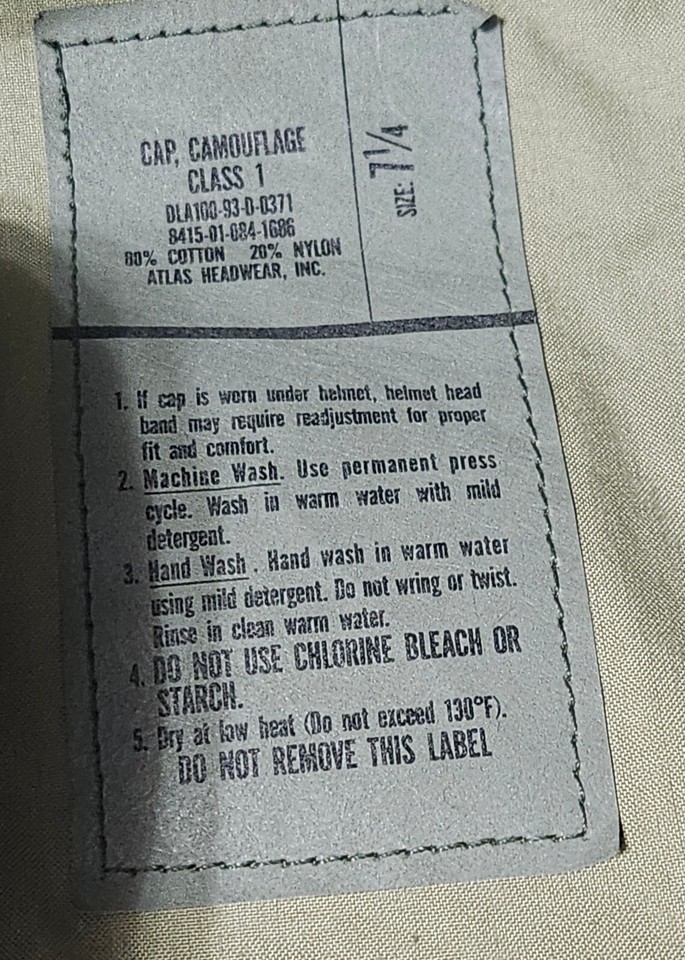 CAP, CAMOUFLAGE
CLASS 1
DLA100-93-D-0371
8415-01-084-1686
80% COTTON 20% NYLON
ATLAS HEADWEAR, INC.
SIZE: 7 1/4
1. If cap is worn under helmet, helmet head
band may require readjustment for proper
fit and comfort.
2. Machine Wash. Use permanent press
cycle. Wash in warm water with mild
detergent.
3. Hand Wash. Hand wash in warm water
using mild detergent. Do not wring or twist.
Rinse in clean warm water.
4. DO NOT USE CHLORINE BLEACH OR
STARCH.
5. Dry at low heat (Do not exceed 130°F).
DO NOT REMOVE THIS LABEL